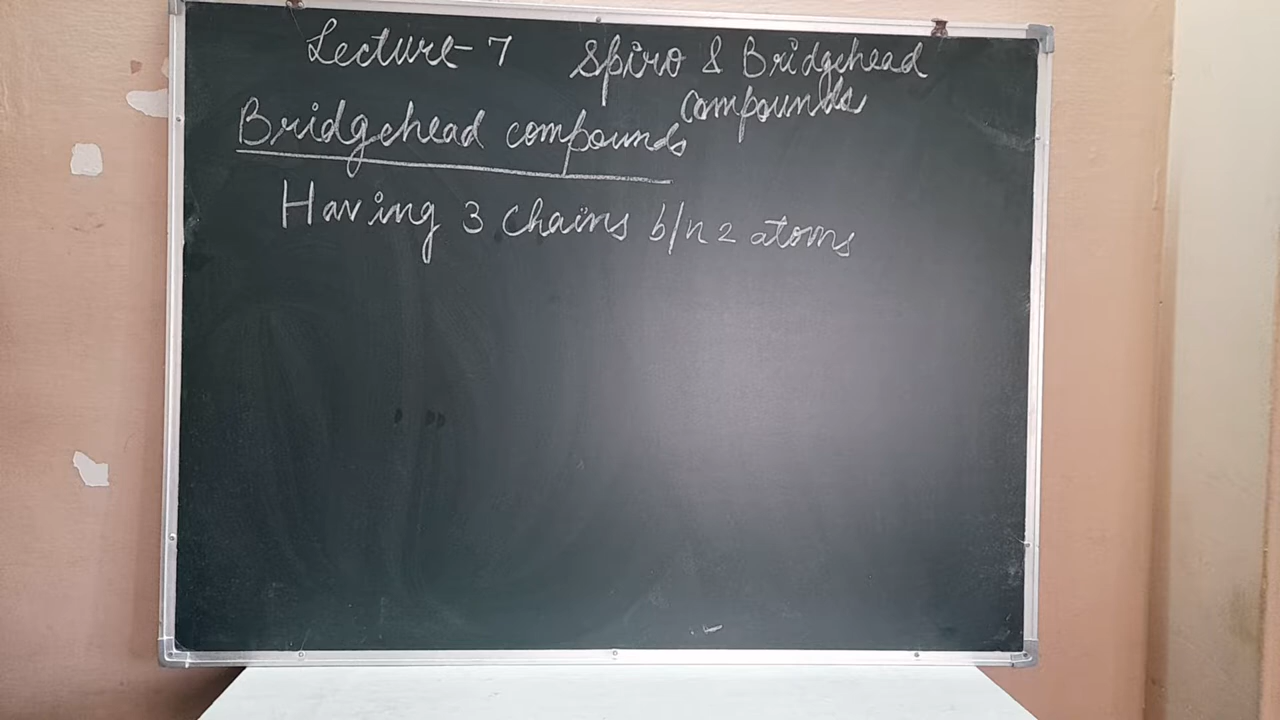 Lecture-7 Spiro & Bridgehead
compounds
Bridgehead compounds
Having 3 chains b/n 2 atoms